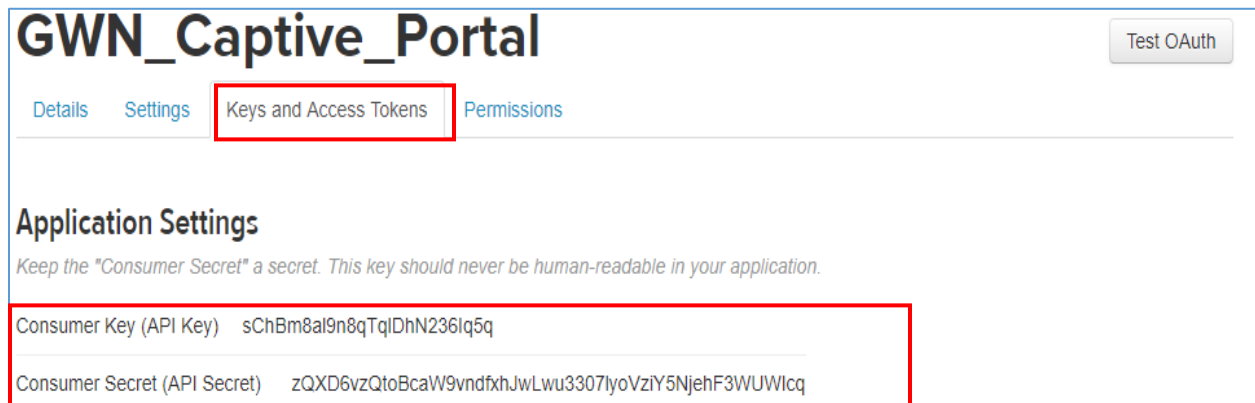 GWN_Captive_Portal
Test OAuth
Details Settings Keys and Access Tokens Permissions
Application Settings
Keep the "Consumer Secret" a secret. This key should never be human-readable in your application.
Consumer Key (API Key) sChBm8al9n8qTqlDhN236Iq5q
Consumer Secret (API Secret) zQXD6vzQtoBcaW9vndfxhJwLwu3307lyoVziY5NjehF3WUWIcq